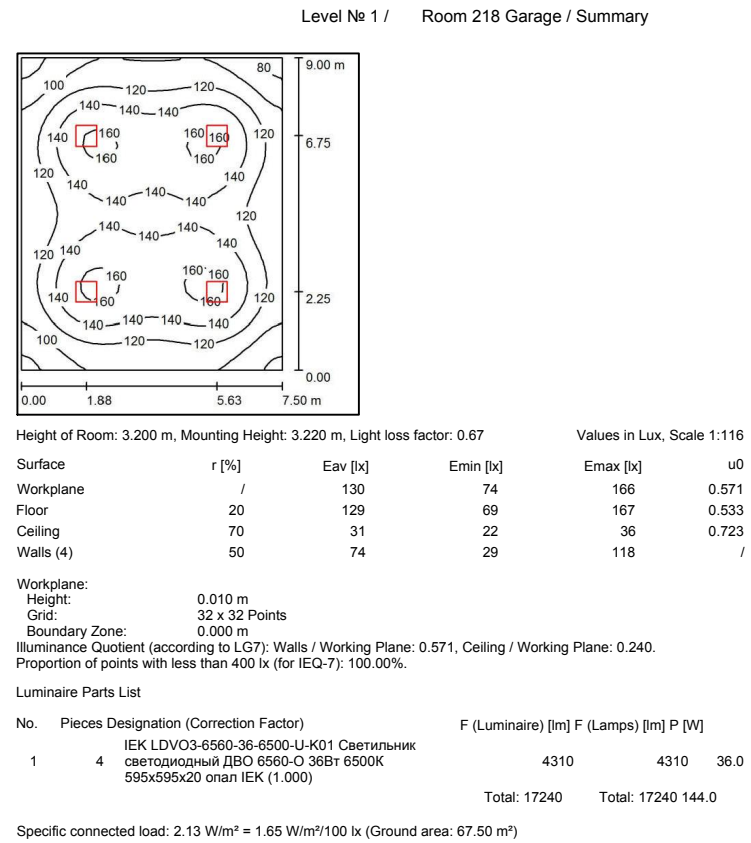 Level № 1 / Room 218 Garage / Summary
80 9.00 m
100 120 120
140 140 140
140 160 160 160 120 6.75
160 160
120 140 140
140 140 140
120
140 140 140
140
120 140 140
160 160 160
140 160 160 120 2.25
140 140 140 140
100 120 120
0.00
0.00 1.88 5.63 7.50 m
Height of Room: 3.200 m, Mounting Height: 3.220 m, Light loss factor: 0.67 Values in Lux, Scale 1:116
Surface r [%] Eav [lx] Emin [lx] Emax [lx] u0
Workplane / 130 74 166 0.571
Floor 20 129 69 167 0.533
Ceiling 70 31 22 36 0.723
Walls (4) 50 74 29 118 /
Workplane:
Height: 0.010 m
Grid: 32 x 32 Points
Boundary Zone: 0.000 m
Illuminance Quotient (according to LG7): Walls / Working Plane: 0.571, Ceiling / Working Plane: 0.240.
Proportion of points with less than 400 lx (for IEQ-7): 100.00%.
Luminaire Parts List
No. Pieces Designation (Correction Factor) F (Luminaire) [lm] F (Lamps) [lm] P [W]
IEK LDVO3-6560-36-6500-U-K01 Светильник
1 4 светодиодный ДВО 6560-O 36Вт 6500К 4310 4310 36.0
595х595х20 опал IEK (1.000)
Total: 17240 Total: 17240 144.0
Specific connected load: 2.13 W/m² = 1.65 W/m²/100 lx (Ground area: 67.50 m²)